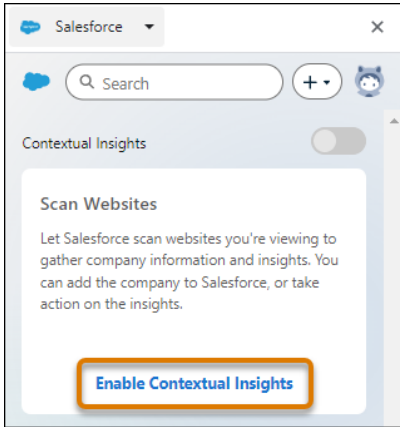 Salesforce
Search
Contextual Insights
Scan Websites
Let Salesforce scan websites you're viewing to
gather company information and insights. You
can add the company to Salesforce, or take
action on the insights.
Enable Contextual Insights